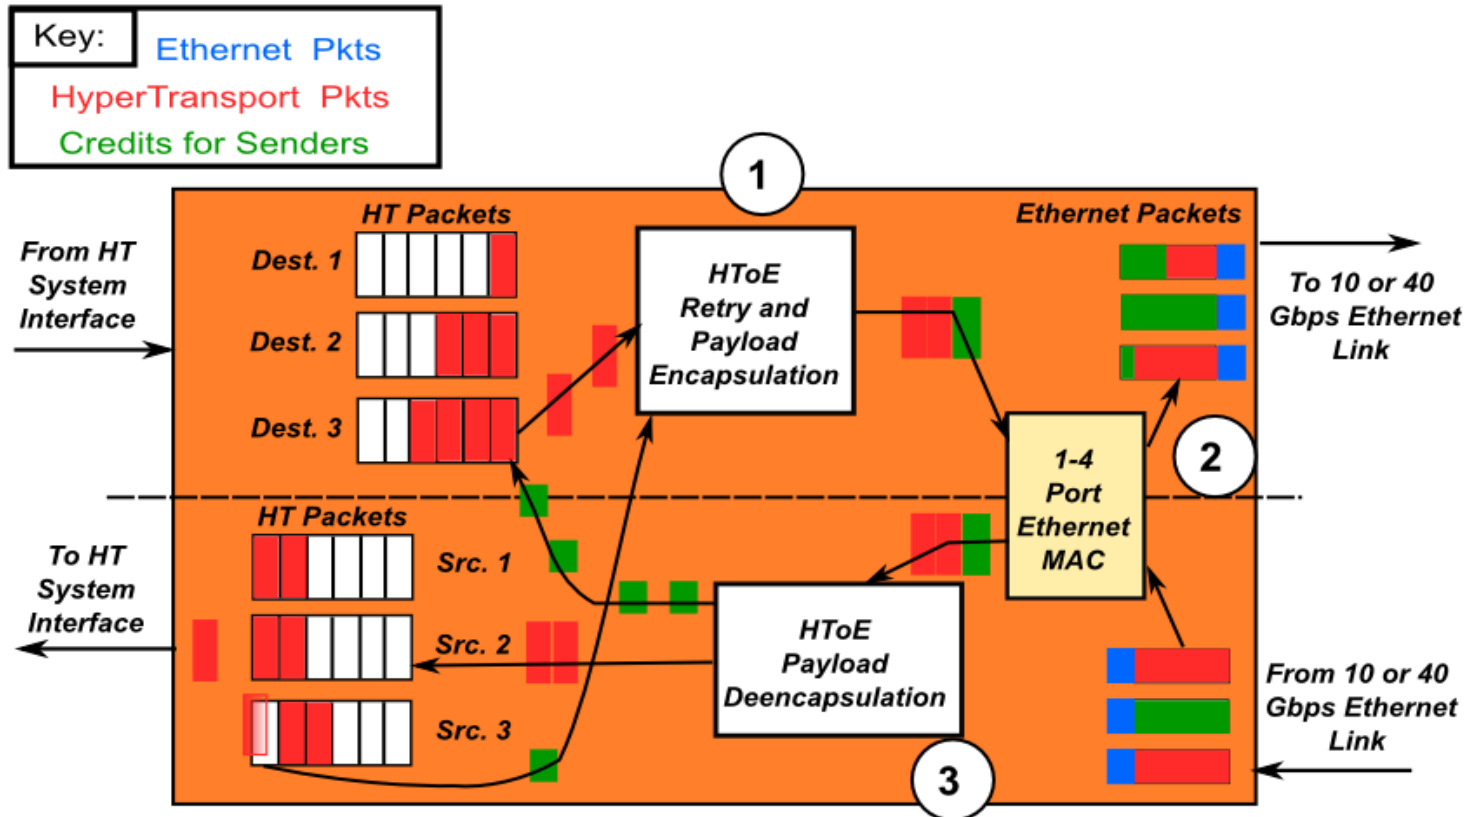 Key:
Ethernet Pkts
HyperTransport Pkts
Credits for Senders
1
HT Packets
Ethernet Packets
From HT
System
Interface
Dest. 1
Dest. 2
Dest. 3
HToE
Retry and
Payload
Encapsulation
To 10 or 40
Gbps Ethernet
Link
2
1-4
Port
Ethernet
MAC
HT Packets
To HT
System
Interface
Src. 1
Src. 2
Src. 3
HToE
Payload
Deencapsulation
From 10 or 40
Gbps Ethernet
Link
3